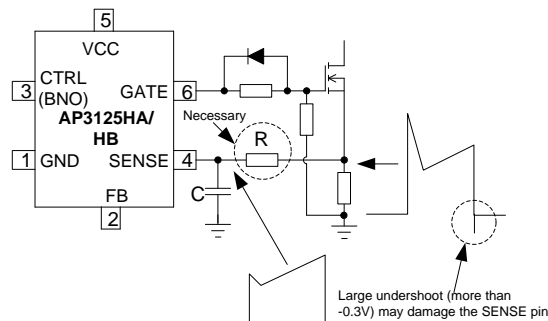 5
VCC
CTRL
3
(BNO)
GATE
6
AP3125HA/
HB
Necessary
R
1
GND
SENSE
4
FB
C
2
Large undershoot (more than
-0.3V) may damage the SENSE pin